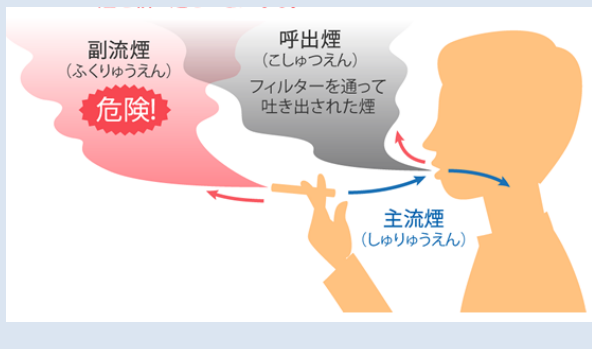 副流煙
（ふくりゅうえん）
危険!
呼出煙
（こしゅつえん）
フィルターを通って
吐き出された煙
主流煙
（しゅりゅうえん）